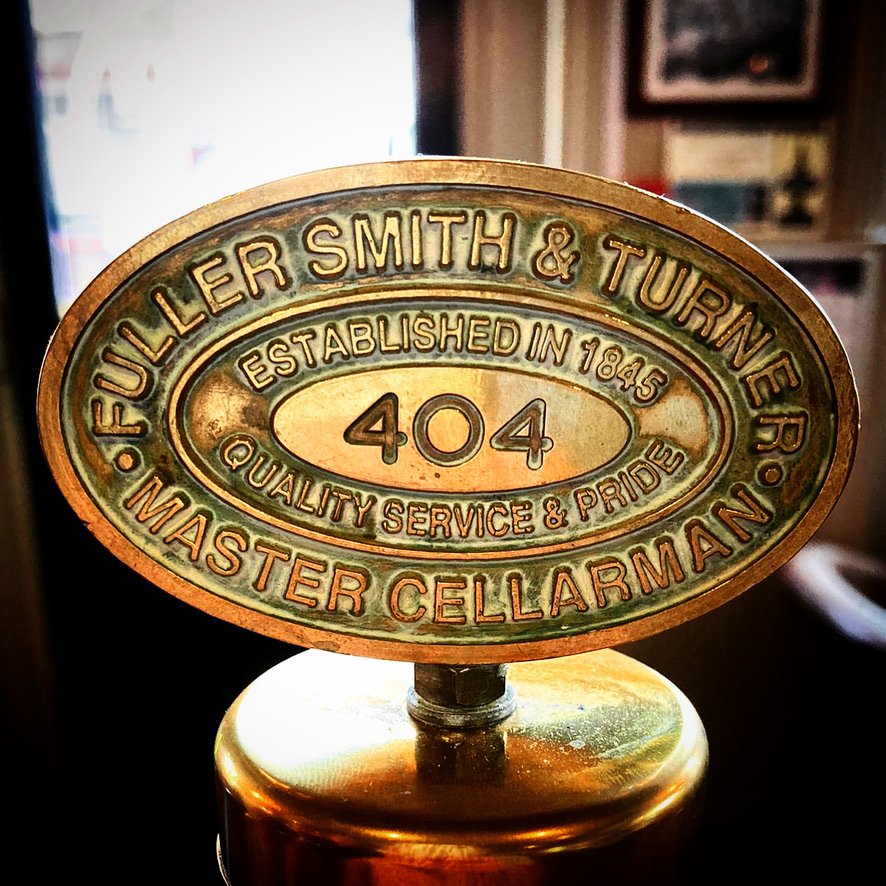 FULLER SMITH & TURNER
ESTABLISHED IN 1845
404
QUALITY SERVICE & PRIDE
MASTER CELLARMAN